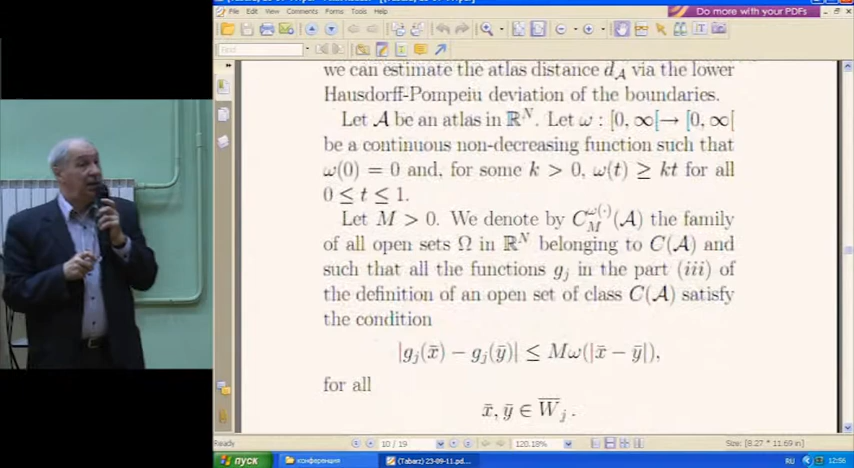 File Edit View Comments Forms Tools Help
Do more with your PDFs
Find
we can estimate the atlas distance d_A via the lower
Hausdorff-Pompeiu deviation of the boundaries.
Let A be an atlas in ℝ^N. Let ω : [0, ∞[→ [0, ∞[
be a continuous non-decreasing function such that
ω(0) = 0 and, for some k > 0, ω(t) ≥ kt for all
0 ≤ t ≤ 1.
Let M > 0. We denote by C_M^{ω(·)}(A) the family
of all open sets Ω in ℝ^N belonging to C(A) and
such that all the functions g_j in the part (iii) of
the definition of an open set of class C(A) satisfy
the condition
|g_j(x̄) − g_j(ȳ)| ≤ Mω(|x̄ − ȳ|),
for all
x̄, ȳ ∈ W̅_j .
Ready
10 / 19
120.18%
Size: [8.27 * 11.69 in]
пуск
конференция
(Tabarz) 23-09-11.pd...
RU
12:56